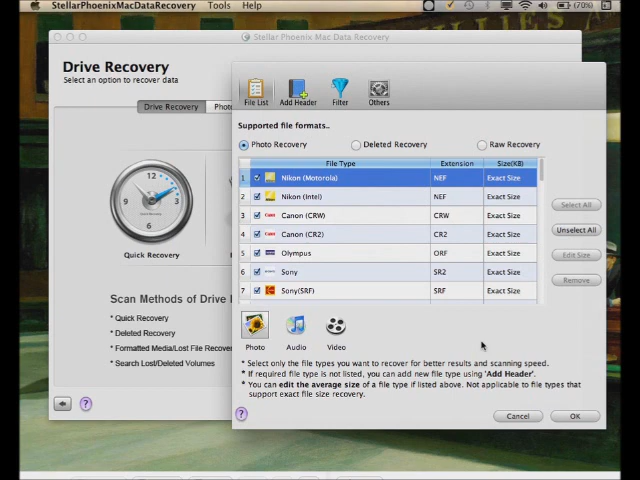 StellarPhoenixMacDataRecovery Tools Help (70%)
Stellar Phoenix Mac Data Recovery
Drive Recovery
Select an option to recover data
Drive Recovery Phot
12
3
6
9
Quick Recovery
Quick Recovery
Scan Methods of Drive
* Quick Recovery
* Deleted Recovery
* Formatted Media/Lost File Recover
* Search Lost/Deleted Volumes
?
File List Add Header Filter Others
Supported file formats..
Photo Recovery Deleted Recovery Raw Recovery
File Type Extension Size(KB)
1 Nikon (Motorola) NEF Exact Size
2 Nikon (Intel) NEF Exact Size
3 Canon (CRW) CRW Exact Size
4 Canon (CR2) CR2 Exact Size
5 Olympus ORF Exact Size
6 Sony SR2 Exact Size
7 Sony(SRF) SRF Exact Size
Select All
Unselect All
Edit Size
Remove
Photo Audio Video
* Select only the file types you want to recover for better results and scanning speed.
* If required file type is not listed, you can add new file type using 'Add Header'.
* You can edit the average size of a file type if listed above. Not applicable to file types that
support exact file size recovery.
?
Cancel OK